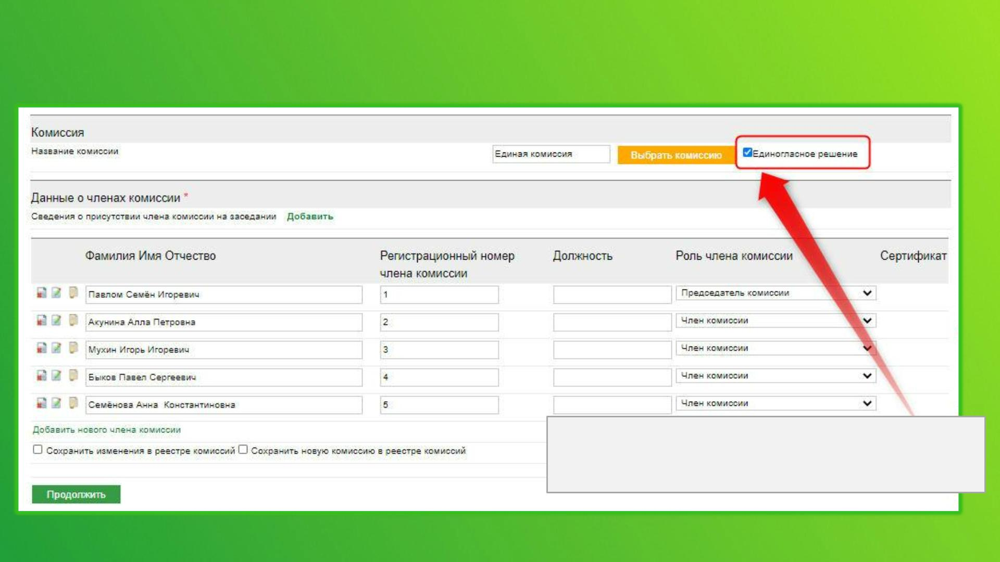 Комиссия
Название комиссии
Единая комиссия
Выбрать комиссию
Единогласное решение
Данные о членах комиссии *
Сведения о присутствии члена комиссии на заседании Добавить
Фамилия Имя Отчество
Регистрационный номер
члена комиссии
Должность
Роль члена комиссии
Сертификат
Павлом Семён Игоревич 1 Председатель комиссии
Акунина Алла Петровна 2 Член комиссии
Мухин Игорь Игоревич 3 Член комиссии
Быков Павел Сергеевич 4 Член комиссии
Семёнова Анна Константиновна 5 Член комиссии
Добавить нового члена комиссии
Сохранить изменения в реестре комиссий Сохранить новую комиссию в реестре комиссий
Продолжить